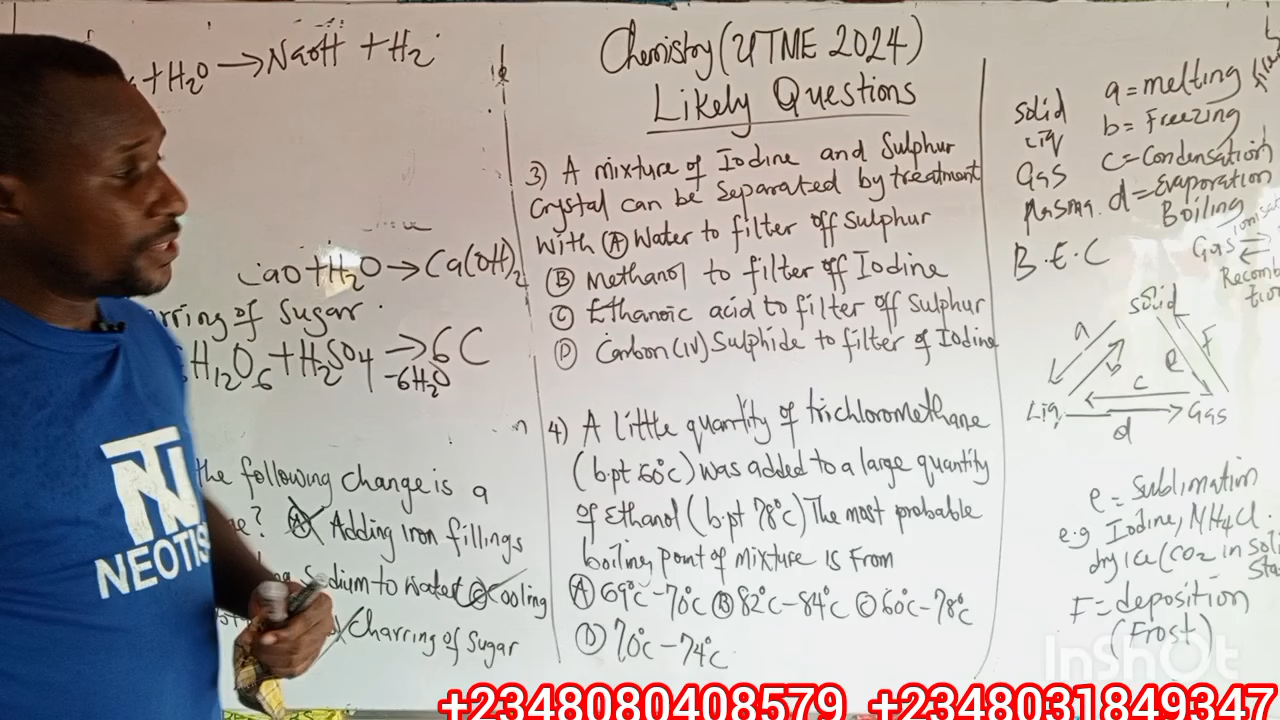 +H₂O → NaOH + H₂
CaO + H₂O → Ca(OH)₂
of Sugar
H₁₂O₆ + H₂SO₄ → 6C
-6H₂O
the following change is a
(A) Adding iron fillings
Sodium to water (C) Cooling
Charring of Sugar
NEOTIS
Chemistry (UTME 2024)
Likely Questions
3) A mixture of Iodine and Sulphur
Crystal can be separated by treatment
with (A) Water to filter off Sulphur
(B) Methanol to filter off Iodine
(C) Ethanoic acid to filter off Sulphur
(D) Carbon(iv) Sulphide to filter of Iodine
4) A little quantity of trichloromethane
(b.pt 60°c) was added to a large quantity
of Ethanol (b.pt 78°c) The most probable
boiling point of mixture is from
(A) 69°c - 70°c (B) 82°c - 84°c (C) 60°c - 78°c
(D) 70°c - 74°c
Solid
Liq
Gas
Plasma.
B.E.C
a = melting
b = Freezing
c = Condensation
d = Evaporation
Boiling
Gas
Recomb
tion
Solid
a
b
c
e
F
Liq
Gas
d
e = Sublimation
e.g Iodine, NH₄Cl.
dry ice (CO₂ in Soli
Sta
F = deposition
(Frost)
InShOt
+2348080408579 +2348031849347